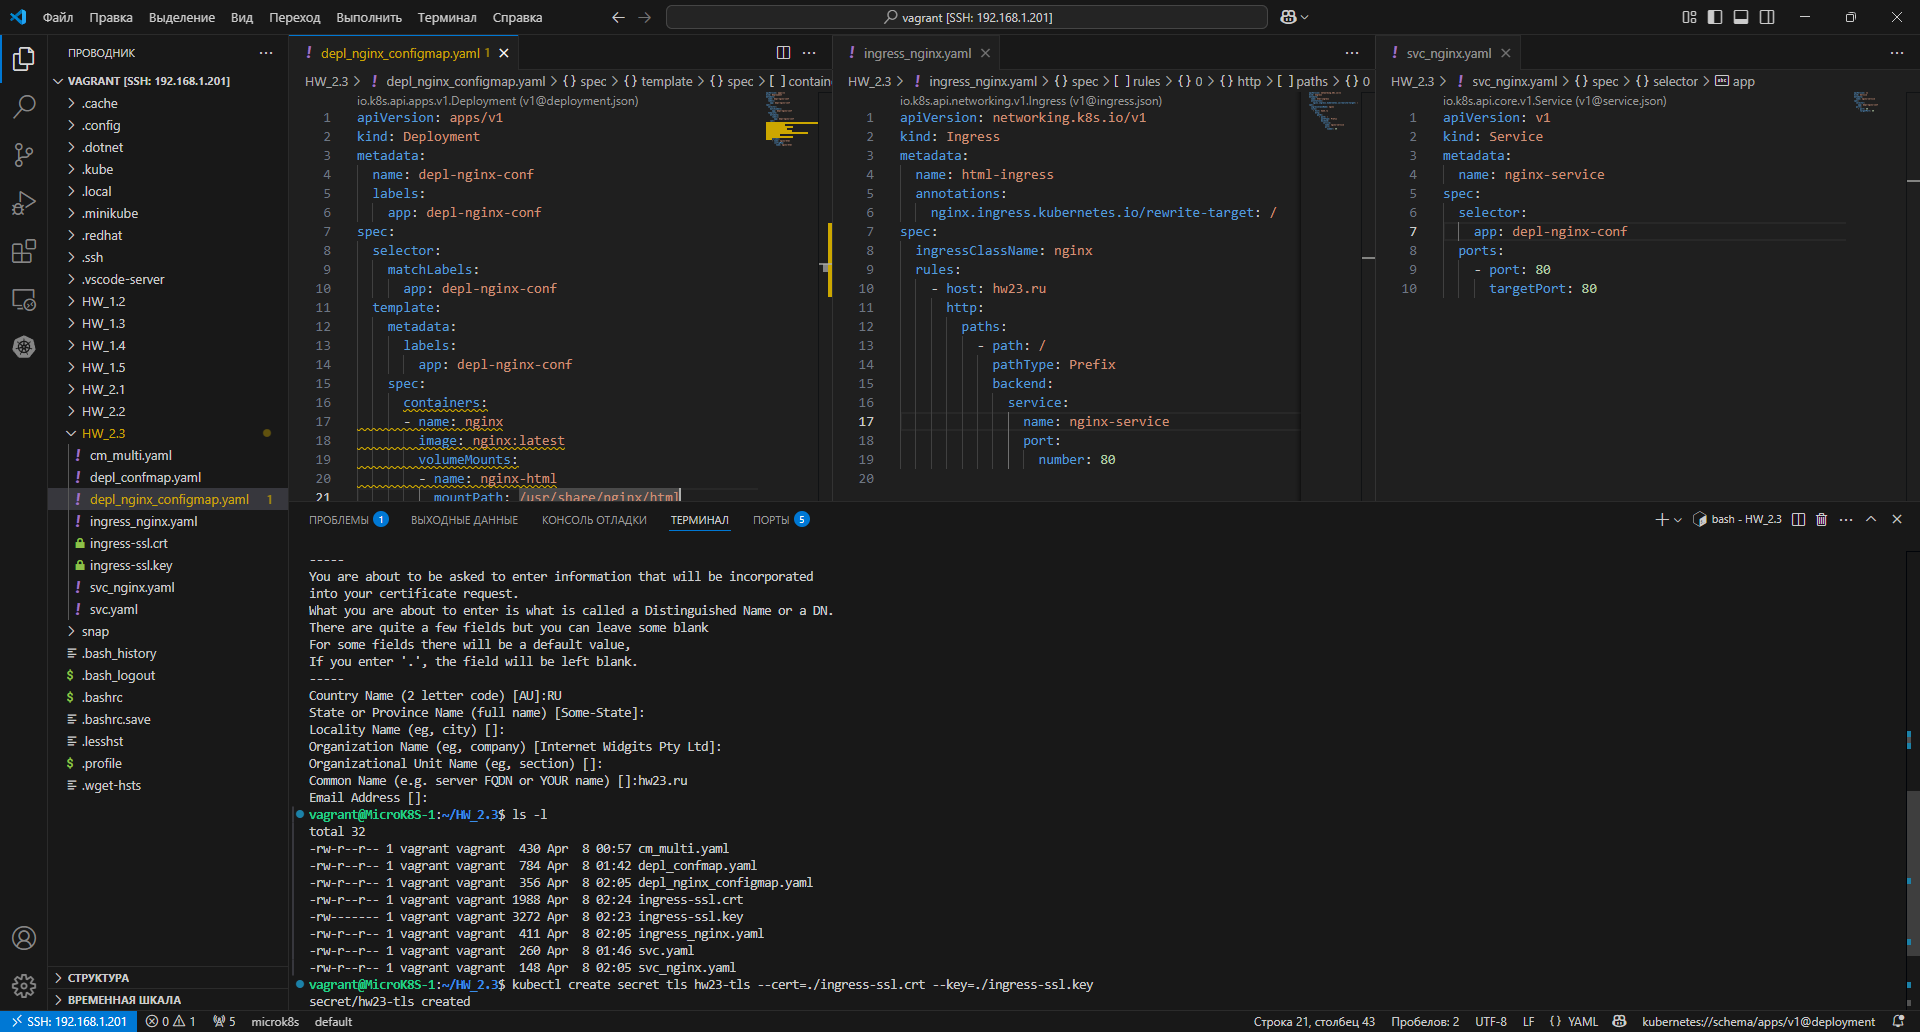 Файл Правка Выделение Вид Переход Выполнить Терминал Справка
vagrant [SSH: 192.168.1.201]
ПРОВОДНИК
VAGRANT [SSH: 192.168.1.201]
.cache
.config
.dotnet
.kube
.local
.minikube
.redhat
.ssh
.vscode-server
HW_1.2
HW_1.3
HW_1.4
HW_1.5
HW_2.1
HW_2.2
HW_2.3
cm_multi.yaml
depl_confmap.yaml
depl_nginx_configmap.yaml 1
ingress_nginx.yaml
ingress-ssl.crt
ingress-ssl.key
svc_nginx.yaml
svc.yaml
snap
.bash_history
.bash_logout
.bashrc
.bashrc.save
.lesshst
.profile
.wget-hsts
СТРУКТУРА
ВРЕМЕННАЯ ШКАЛА
depl_nginx_configmap.yaml 1
HW_2.3 > depl_nginx_configmap.yaml > {} spec > {} template > {} spec > [ ] containe
io.k8s.api.apps.v1.Deployment (v1@deployment.json)
1 apiVersion: apps/v1
2 kind: Deployment
3 metadata:
4 name: depl-nginx-conf
5 labels:
6 app: depl-nginx-conf
7 spec:
8 selector:
9 matchLabels:
10 app: depl-nginx-conf
11 template:
12 metadata:
13 labels:
14 app: depl-nginx-conf
15 spec:
16 containers:
17 - name: nginx
18 image: nginx:latest
19 volumeMounts:
20 - name: nginx-html
21 mountPath: /usr/share/nginx/html
ingress_nginx.yaml
HW_2.3 > ingress_nginx.yaml > {} spec > [ ] rules > {} 0 > {} http > [ ] paths > {} 0
io.k8s.api.networking.v1.Ingress (v1@ingress.json)
1 apiVersion: networking.k8s.io/v1
2 kind: Ingress
3 metadata:
4 name: html-ingress
5 annotations:
6 nginx.ingress.kubernetes.io/rewrite-target: /
7 spec:
8 ingressClassName: nginx
9 rules:
10 - host: hw23.ru
11 http:
12 paths:
13 - path: /
14 pathType: Prefix
15 backend:
16 service:
17 name: nginx-service
18 port:
19 number: 80
20
svc_nginx.yaml
HW_2.3 > svc_nginx.yaml > {} spec > {} selector > app
io.k8s.api.core.v1.Service (v1@service.json)
1 apiVersion: v1
2 kind: Service
3 metadata:
4 name: nginx-service
5 spec:
6 selector:
7 app: depl-nginx-conf
8 ports:
9 - port: 80
10 targetPort: 80
ПРОБЛЕМЫ 1 ВЫХОДНЫЕ ДАННЫЕ КОНСОЛЬ ОТЛАДКИ ТЕРМИНАЛ ПОРТЫ 5
bash - HW_2.3
-----
You are about to be asked to enter information that will be incorporated
into your certificate request.
What you are about to enter is what is called a Distinguished Name or a DN.
There are quite a few fields but you can leave some blank
For some fields there will be a default value,
If you enter '.', the field will be left blank.
-----
Country Name (2 letter code) [AU]:RU
State or Province Name (full name) [Some-State]:
Locality Name (eg, city) []:
Organization Name (eg, company) [Internet Widgits Pty Ltd]:
Organizational Unit Name (eg, section) []:
Common Name (e.g. server FQDN or YOUR name) []:hw23.ru
Email Address []:
vagrant@MicroK8S-1:~/HW_2.3$ ls -l
total 32
-rw-r--r-- 1 vagrant vagrant 430 Apr 8 00:57 cm_multi.yaml
-rw-r--r-- 1 vagrant vagrant 784 Apr 8 01:42 depl_confmap.yaml
-rw-r--r-- 1 vagrant vagrant 356 Apr 8 02:05 depl_nginx_configmap.yaml
-rw-r--r-- 1 vagrant vagrant 1988 Apr 8 02:24 ingress-ssl.crt
-rw------- 1 vagrant vagrant 3272 Apr 8 02:23 ingress-ssl.key
-rw-r--r-- 1 vagrant vagrant 411 Apr 8 02:05 ingress_nginx.yaml
-rw-r--r-- 1 vagrant vagrant 260 Apr 8 01:46 svc.yaml
-rw-r--r-- 1 vagrant vagrant 148 Apr 8 02:05 svc_nginx.yaml
vagrant@MicroK8S-1:~/HW_2.3$ kubectl create secret tls hw23-tls --cert=./ingress-ssl.crt --key=./ingress-ssl.key
secret/hw23-tls created
SSH: 192.168.1.201 0 1 5 microk8s default
Строка 21, столбец 43 Пробелов: 2 UTF-8 LF {} YAML kubernetes://schema/apps/v1@deployment